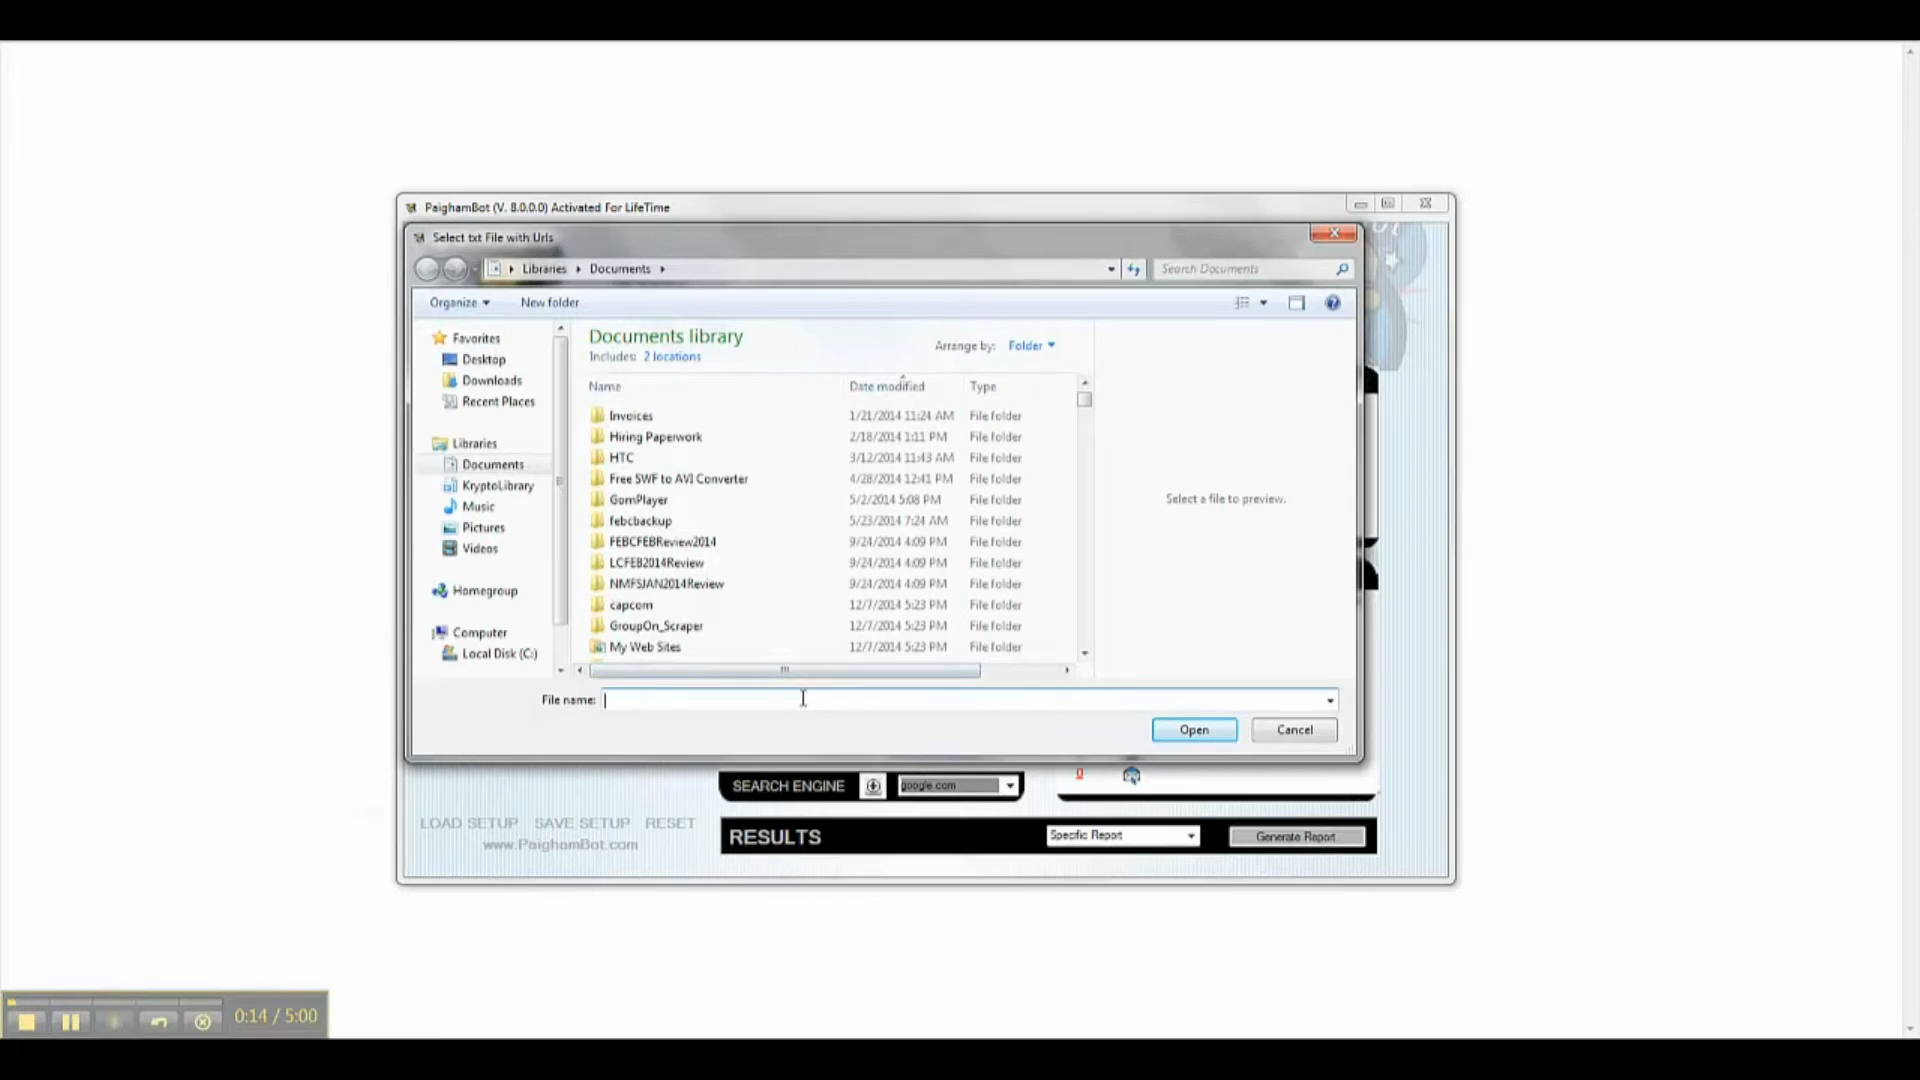 PaighamBot (V. 8.0.0.0) Activated For LifeTime
Select txt File with Urls
Libraries Documents
Search Documents
Organize New folder
Favorites
Desktop
Downloads
Recent Places
Libraries
Documents
KryptoLibrary
Music
Pictures
Videos
Homegroup
Computer
Local Disk (C:)
Documents library
Includes: 2 locations
Arrange by: Folder
Name Date modified Type
Invoices 1/21/2014 11:24 AM File folder
Hiring Paperwork 2/18/2014 1:11 PM File folder
HTC 3/12/2014 11:43 AM File folder
Free SWF to AVI Converter 4/28/2014 12:41 PM File folder
GomPlayer 5/2/2014 5:08 PM File folder
febcbackup 5/23/2014 7:24 AM File folder
FEBCFEBReview2014 9/24/2014 4:09 PM File folder
LCFEB2014Review 9/24/2014 4:09 PM File folder
NMFSJAN2014Review 9/24/2014 4:09 PM File folder
capcom 12/7/2014 5:23 PM File folder
GroupOn_Scraper 12/7/2014 5:23 PM File folder
My Web Sites 12/7/2014 5:23 PM File folder
Select a file to preview.
File name:
Open Cancel
SEARCH ENGINE google.com
0
LOAD SETUP SAVE SETUP RESET
www.PaighamBot.com
RESULTS Specific Report Generate Report
0:14 / 5:00